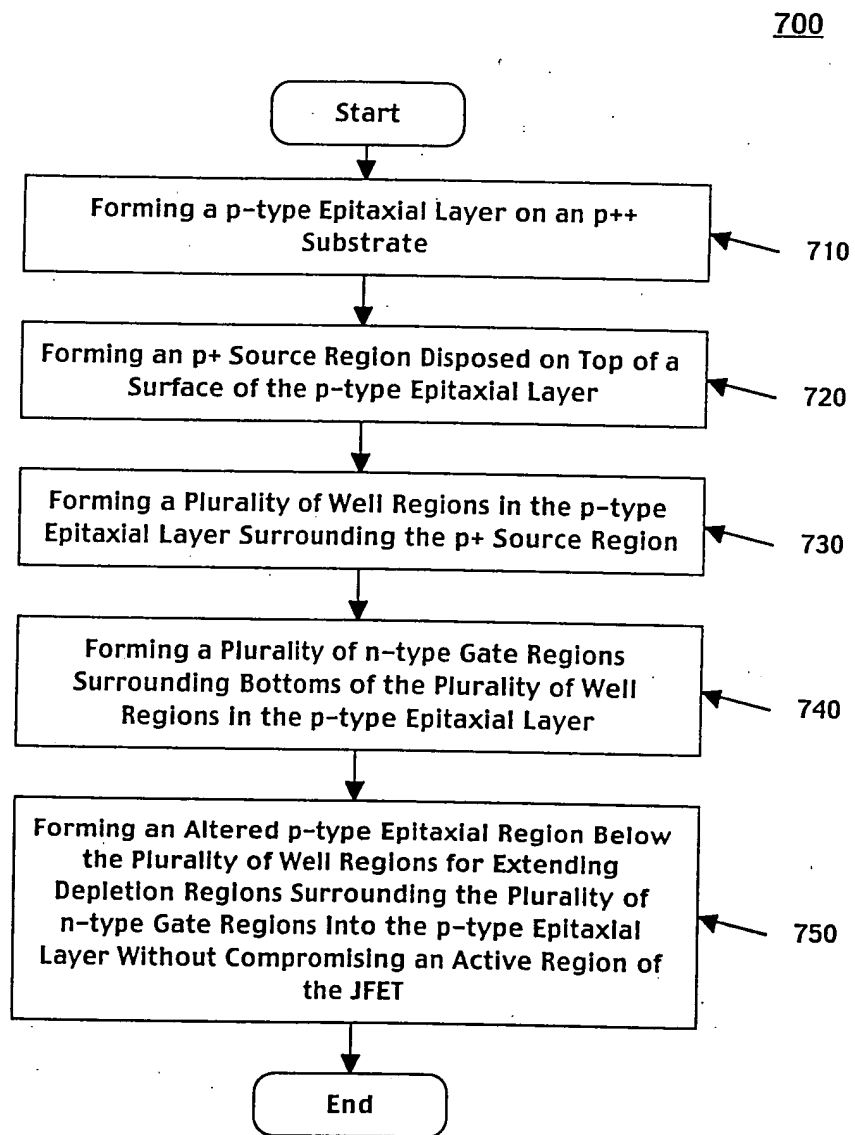 700
Start
Forming a p-type Epitaxial Layer on an p++
Substrate
710
Forming an p+ Source Region Disposed on Top of a
Surface of the p-type Epitaxial Layer
720
Forming a Plurality of Well Regions in the p-type
Epitaxial Layer Surrounding the p+ Source Region
730
Forming a Plurality of n-type Gate Regions
Surrounding Bottoms of the Plurality of Well
Regions in the p-type Epitaxial Layer
740
Forming an Altered p-type Epitaxial Region Below
the Plurality of Well Regions for Extending
Depletion Regions Surrounding the Plurality of
n-type Gate Regions Into the p-type Epitaxial
Layer Without Compromising an Active Region of
the JFET
750
End